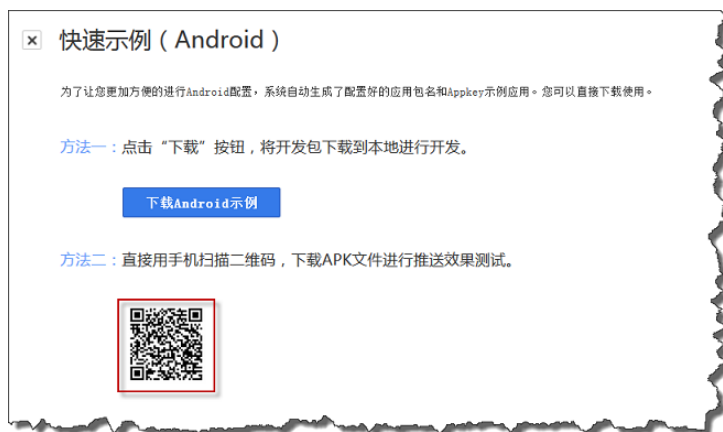 快速示例（Android）
为了让您更加方便的进行Android配置，系统自动生成了配置好的应用包名和Appkey示例应用。您可以直接下载使用。
方法一：点击“下载”按钮，将开发包下载到本地进行开发。
下载Android示例
方法二：直接用手机扫描二维码，下载APK文件进行推送效果测试。